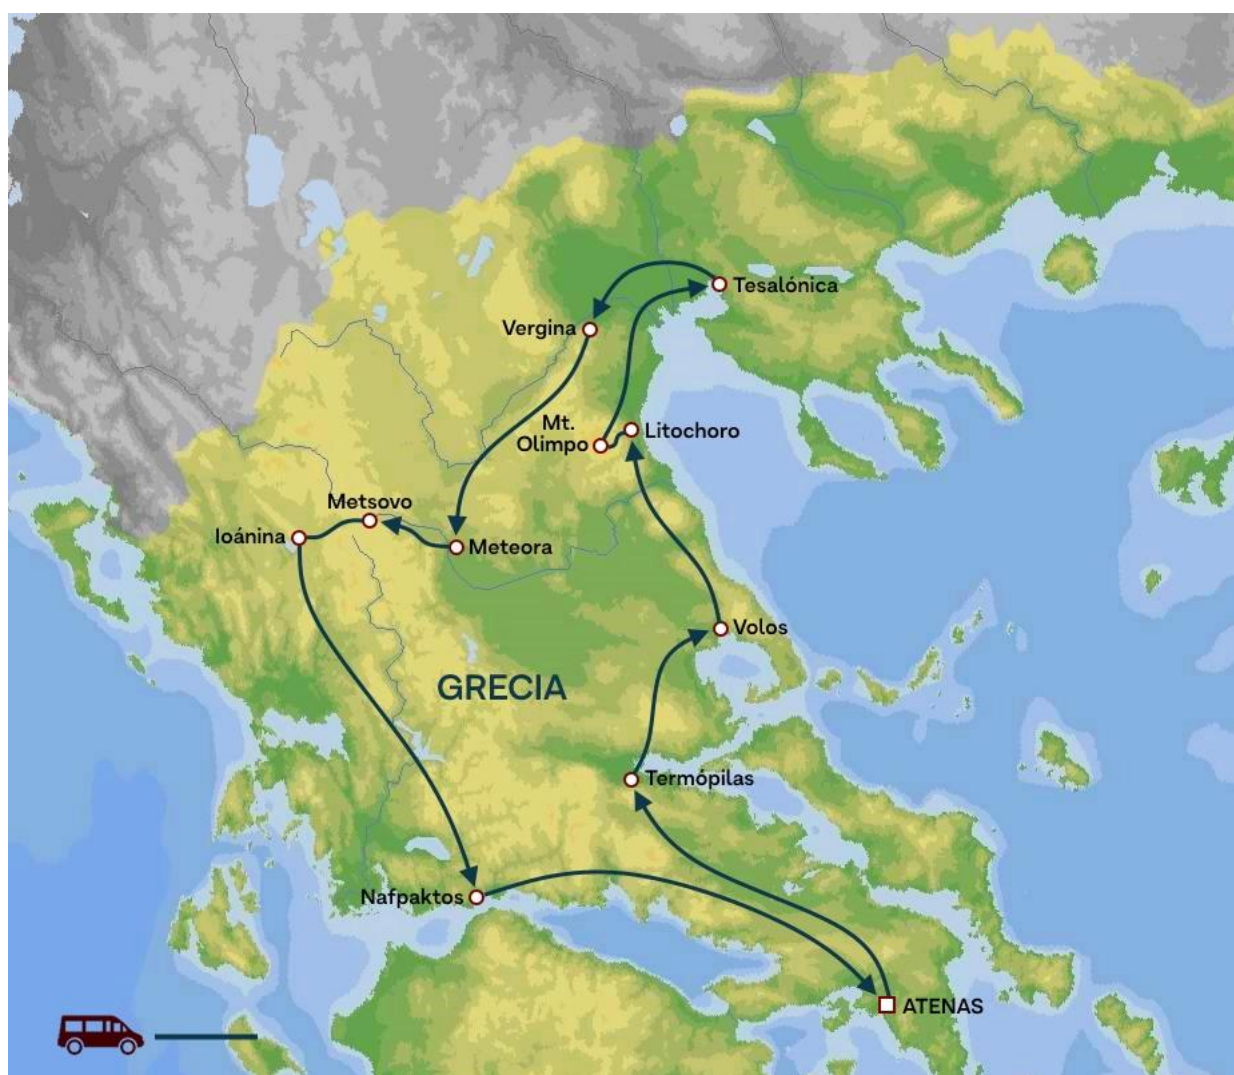 Tesalónica
Vergina
Mt.
Olimpo
Litochoro
Metsovo
Ioánina
Meteora
Volos
GRECIA
Termópilas
Nafpaktos
ATENAS